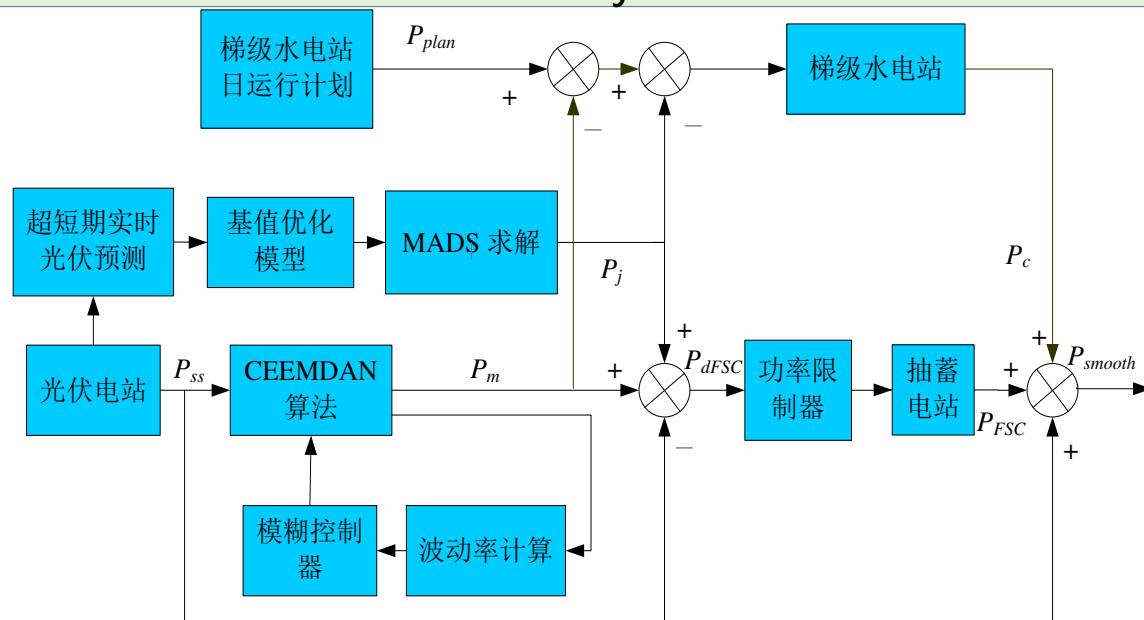 梯级水电站
日运行计划
P_plan
+
—
+
—
梯级水电站
超短期实时
光伏预测
基值优化
模型
MADS 求解
P_j
P_c
光伏电站
P_ss
CEEMDAN
算法
P_m
+
+
—
P_dFSC
功率限
制器
抽蓄
电站
P_FSC
+
+
+
P_smooth
模糊控制
器
波动率计算